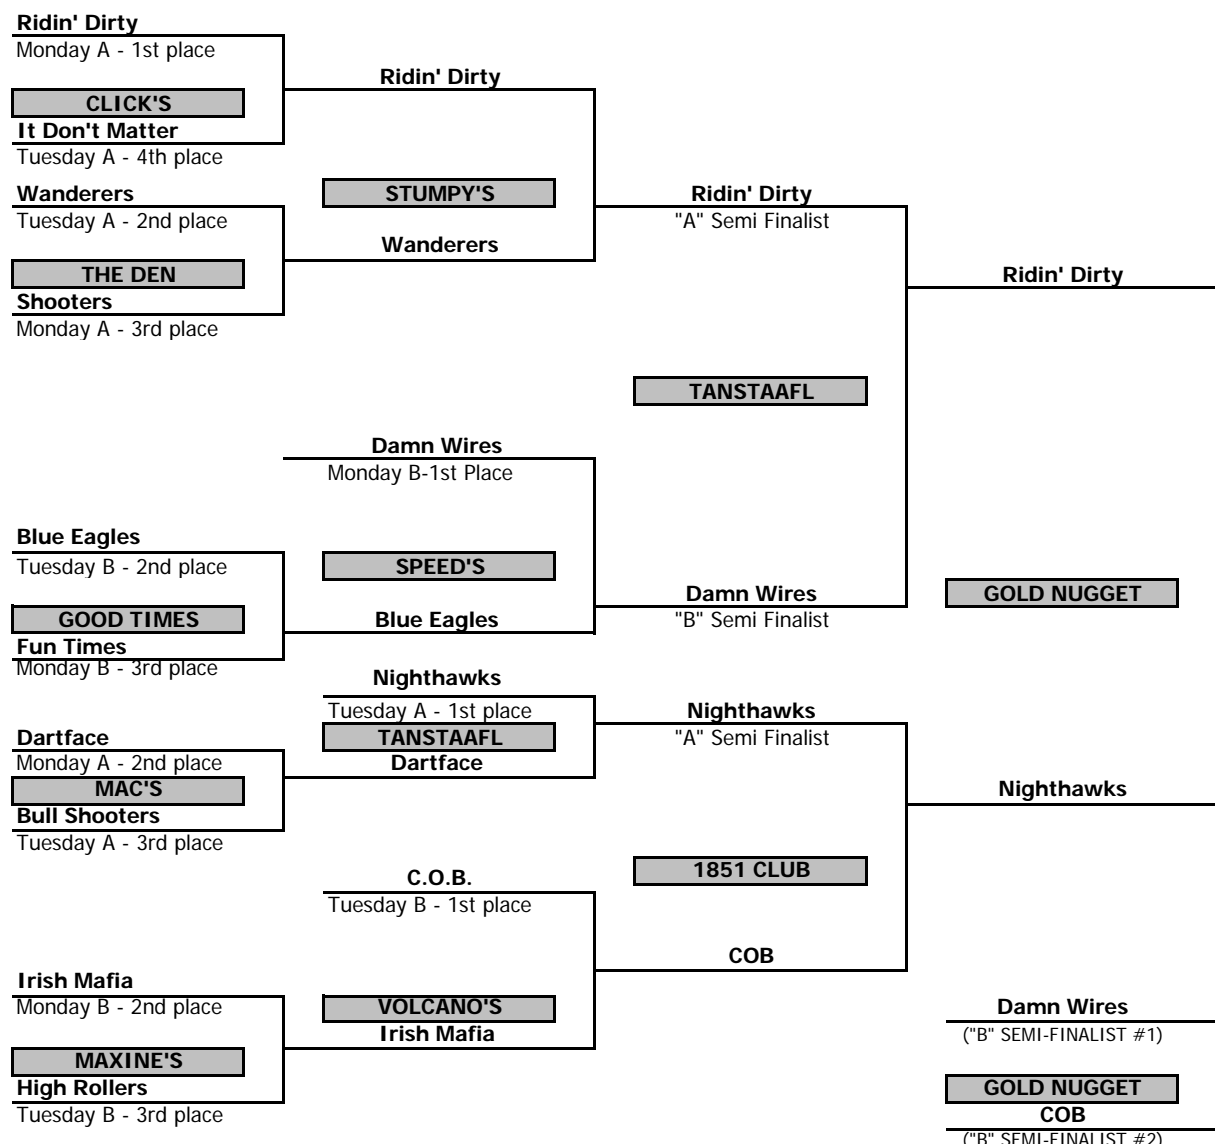 Ridin' Dirty
Monday A - 1st place
Ridin' Dirty
CLICK'S
It Don't Matter
Tuesday A - 4th place
Wanderers
STUMPY'S
Ridin' Dirty
Tuesday A - 2nd place
"A" Semi Finalist
Wanderers
THE DEN
Ridin' Dirty
Shooters
Monday A - 3rd place
TANSTAAFL
Damn Wires
Monday B-1st Place
Blue Eagles
Tuesday B - 2nd place
SPEED'S
Damn Wires
GOLD NUGGET
GOOD TIMES
Blue Eagles
"B" Semi Finalist
Fun Times
Monday B - 3rd place
Nighthawks
Tuesday A - 1st place
Nighthawks
Dartface
TANSTAAFL
"A" Semi Finalist
Monday A - 2nd place
Dartface
MAC'S
Nighthawks
Bull Shooters
Tuesday A - 3rd place
1851 CLUB
C.O.B.
Tuesday B - 1st place
COB
Irish Mafia
Monday B - 2nd place
VOLCANO'S
Damn Wires
Irish Mafia
("B" SEMI-FINALIST #1)
MAXINE'S
High Rollers
GOLD NUGGET
Tuesday B - 3rd place
COB
("B" SEMI-FINALIST #2)